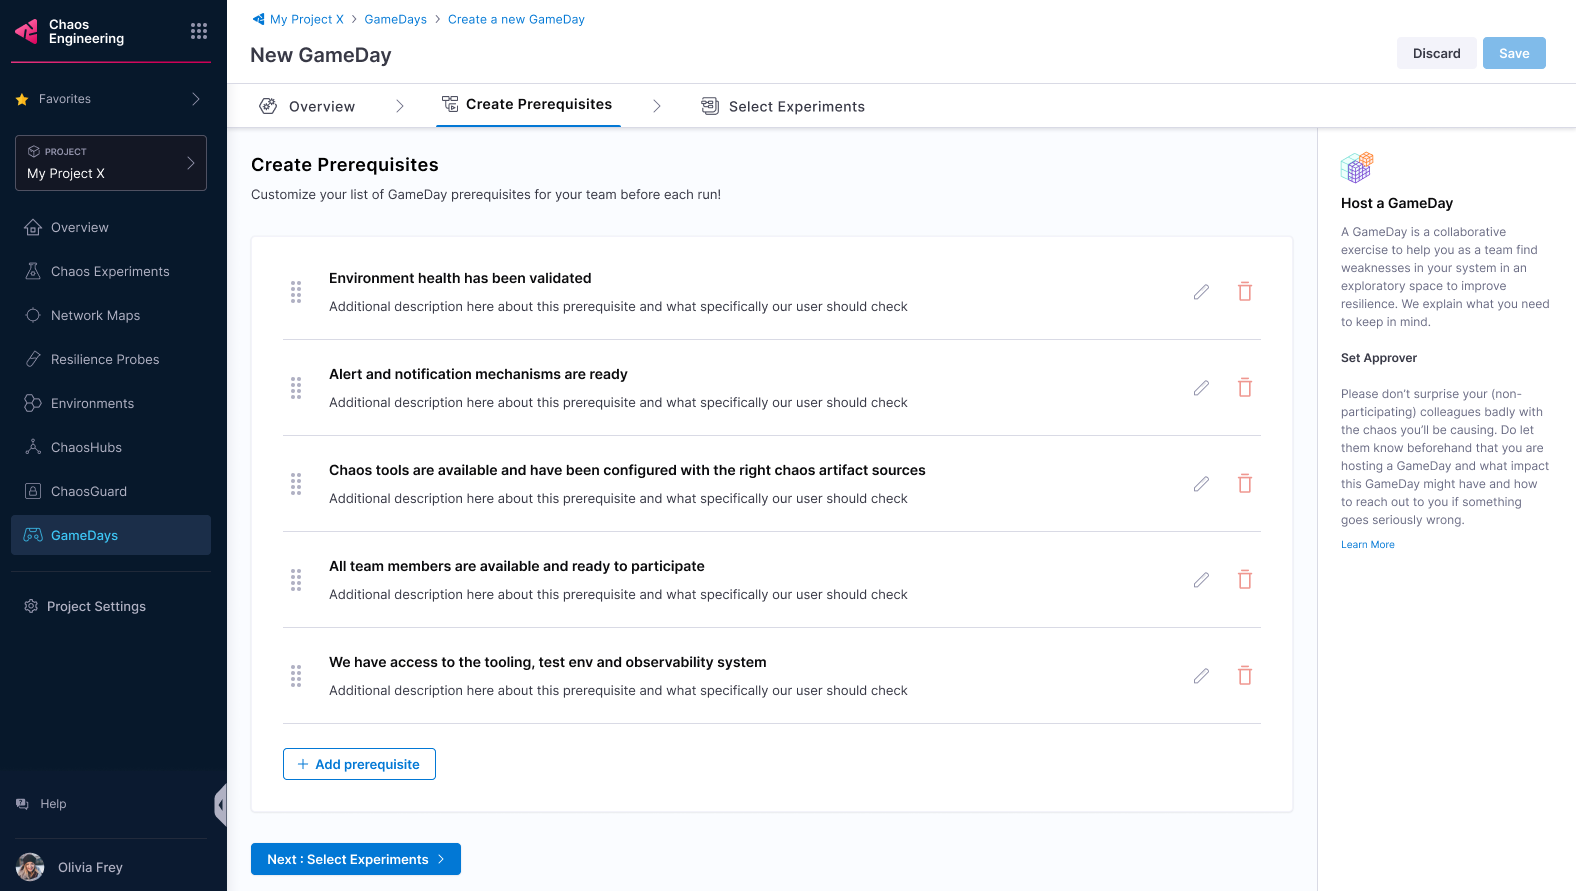 Chaos
Engineering
Favorites
PROJECT
My Project X
Overview
Chaos Experiments
Network Maps
Resilience Probes
Environments
ChaosHubs
ChaosGuard
GameDays
Project Settings
Help
Olivia Frey
My Project X > GameDays > Create a new GameDay
New GameDay
Discard
Save
Overview
Create Prerequisites
Select Experiments
Create Prerequisites
Customize your list of GameDay prerequisites for your team before each run!
Environment health has been validated
Additional description here about this prerequisite and what specifically our user should check
Alert and notification mechanisms are ready
Additional description here about this prerequisite and what specifically our user should check
Chaos tools are available and have been configured with the right chaos artifact sources
Additional description here about this prerequisite and what specifically our user should check
All team members are available and ready to participate
Additional description here about this prerequisite and what specifically our user should check
We have access to the tooling, test env and observability system
Additional description here about this prerequisite and what specifically our user should check
+ Add prerequisite
Next : Select Experiments >
Host a GameDay
A GameDay is a collaborative
exercise to help you as a team find
weaknesses in your system in an
exploratory space to improve
resilience. We explain what you need
to keep in mind.
Set Approver
Please don't surprise your (non-
participating) colleagues badly with
the chaos you'll be causing. Do let
them know beforehand that you are
hosting a GameDay and what impact
this GameDay might have and how
to reach out to you if something
goes seriously wrong.
Learn More